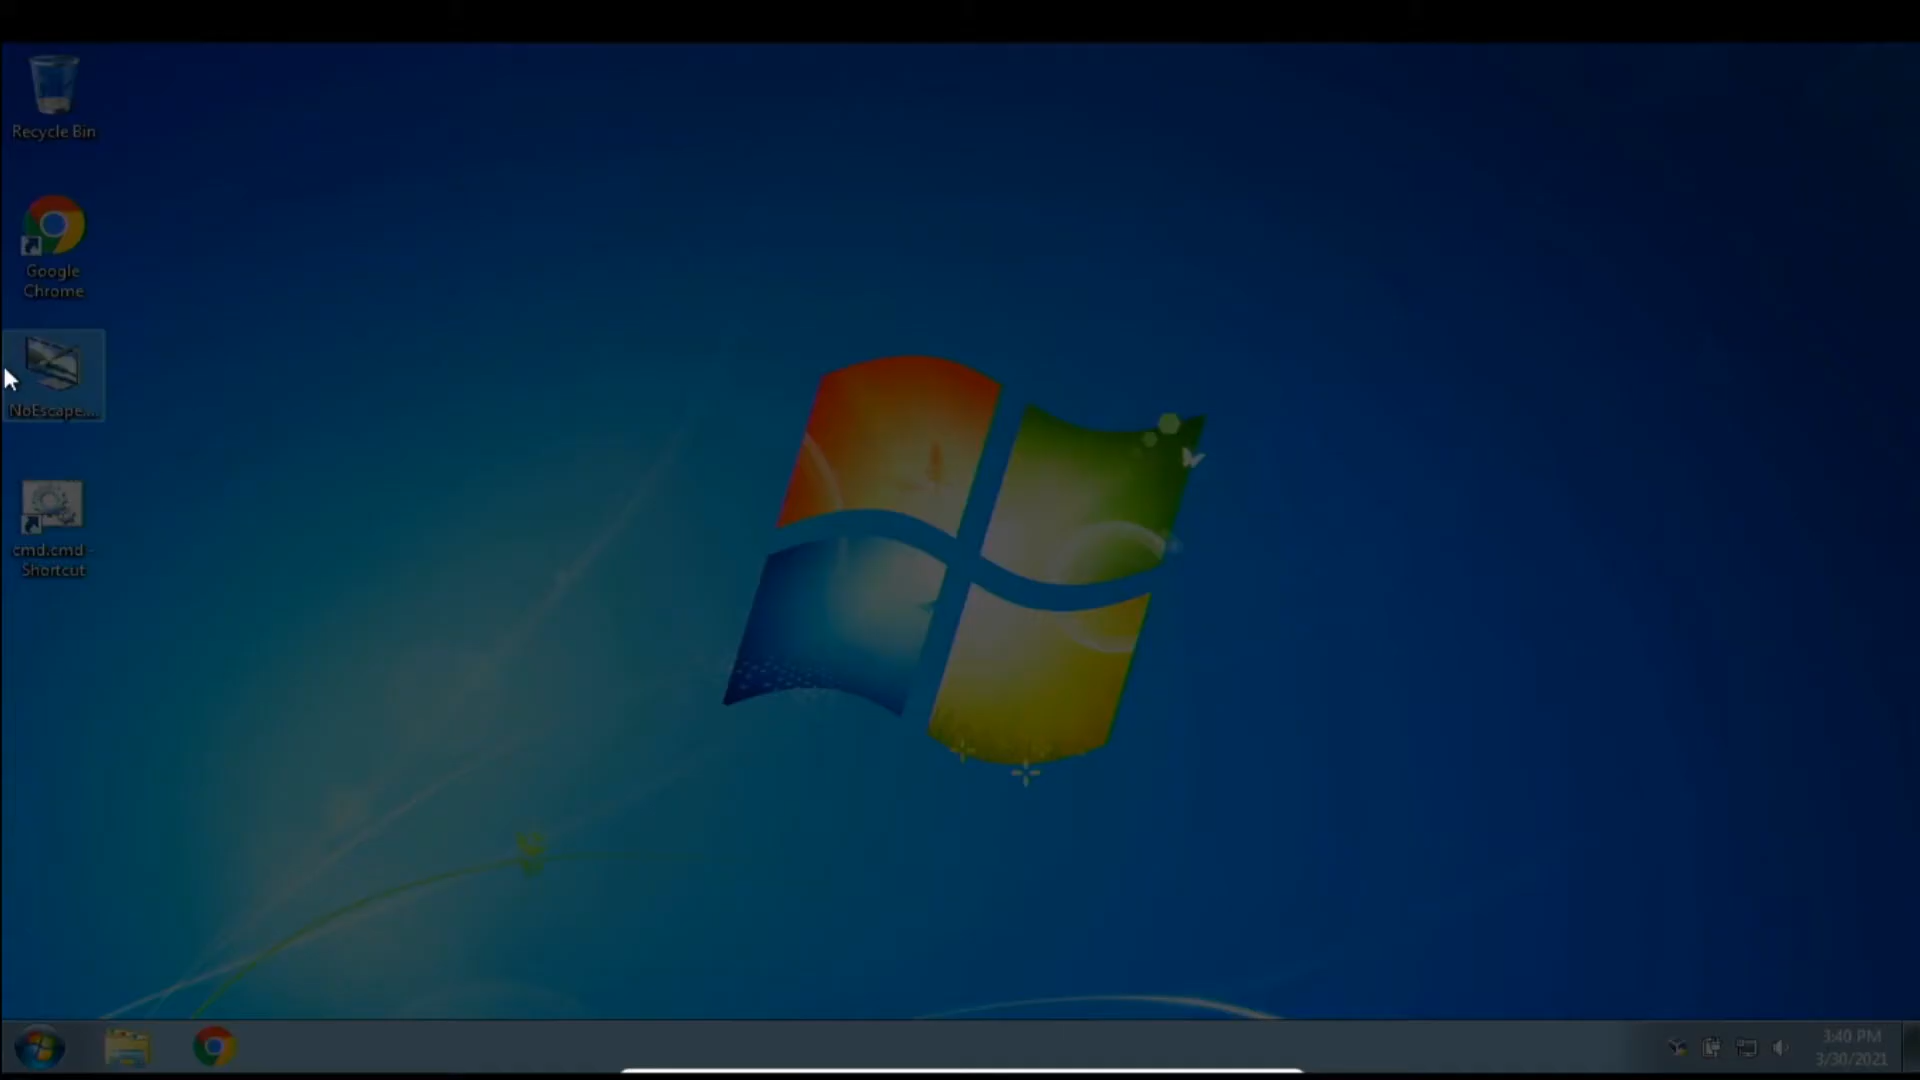 Recycle Bin
Google
Chrome
NoEscape....
cmd.cmd -
Shortcut
3:40 PM
3/30/2021